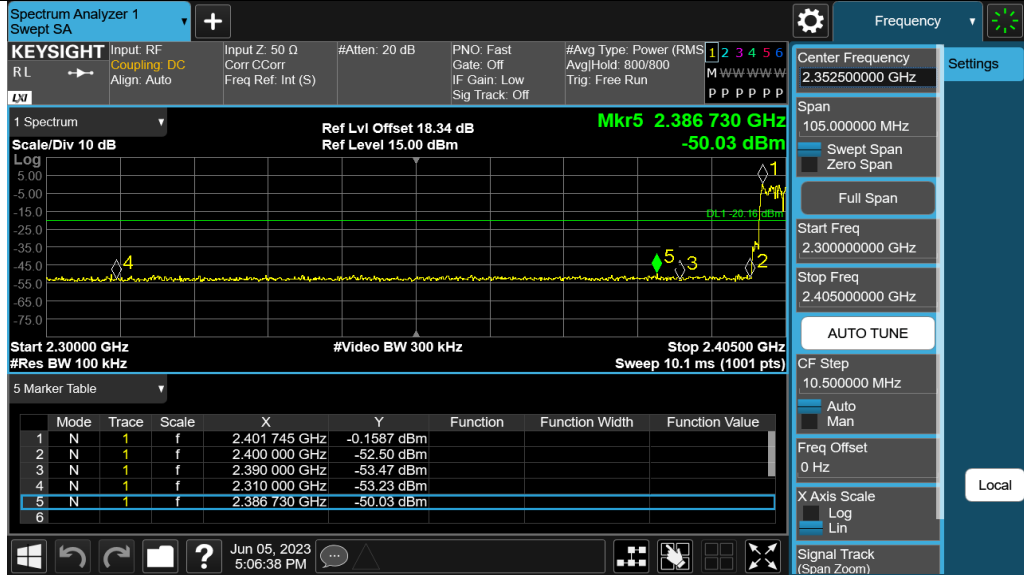 Spectrum Analyzer 1
Swept SA
Frequency
KEYSIGHT
R L
LXI
Input: RF
Coupling: DC
Align: Auto
Input Z: 50 Ω
Corr CCorr
Freq Ref: Int (S)
#Atten: 20 dB
PNO: Fast
Gate: Off
IF Gain: Low
Sig Track: Off
#Avg Type: Power (RMS
Avg|Hold: 800/800
Trig: Free Run
1 2 3 4 5 6
M W W W W W
P P P P P P
1 Spectrum
Scale/Div 10 dB
Ref Lvl Offset 18.34 dB
Ref Level 15.00 dBm
Mkr5 2.386 730 GHz
-50.03 dBm
Log
5.00
-5.00
-15.0
-25.0
-35.0
-45.0
-55.0
-65.0
-75.0
1
DL1 -20.16 dBm
4
5
3
2
Start 2.30000 GHz
#Video BW 300 kHz
Stop 2.40500 GHz
#Res BW 100 kHz
Sweep 10.1 ms (1001 pts)
5 Marker Table
Mode Trace Scale X Y Function Function Width Function Value
1 N 1 f 2.401 745 GHz -0.1587 dBm
2 N 1 f 2.400 000 GHz -52.50 dBm
3 N 1 f 2.390 000 GHz -53.47 dBm
4 N 1 f 2.310 000 GHz -53.23 dBm
5 N 1 f 2.386 730 GHz -50.03 dBm
6
Jun 05, 2023
5:06:38 PM
Center Frequency
2.352500000 GHz
Settings
Span
105.000000 MHz
Swept Span
Zero Span
Full Span
Start Freq
2.300000000 GHz
Stop Freq
2.405000000 GHz
AUTO TUNE
CF Step
10.500000 MHz
Auto
Man
Freq Offset
0 Hz
Local
X Axis Scale
Log
Lin
Signal Track
(Span Zoom)